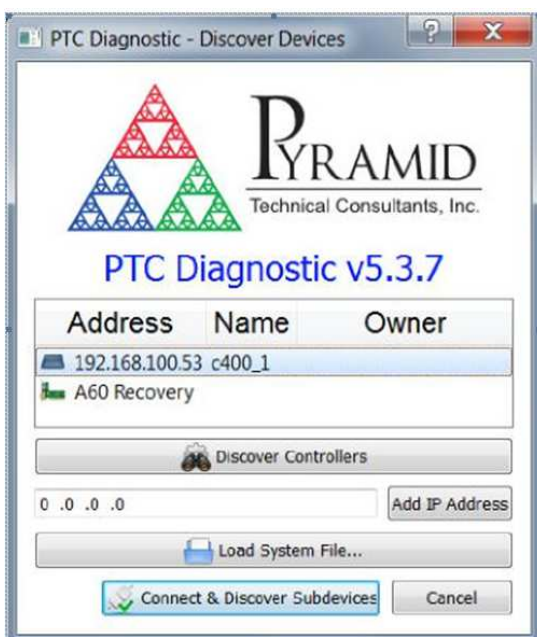 PTC Diagnostic - Discover Devices
PYRAMID
Technical Consultants, Inc.
PTC Diagnostic v5.3.7
Address Name Owner
192.168.100.53 c400_1
A60 Recovery
Discover Controllers
0 .0 .0 .0 Add IP Address
Load System File...
Connect & Discover Subdevices Cancel